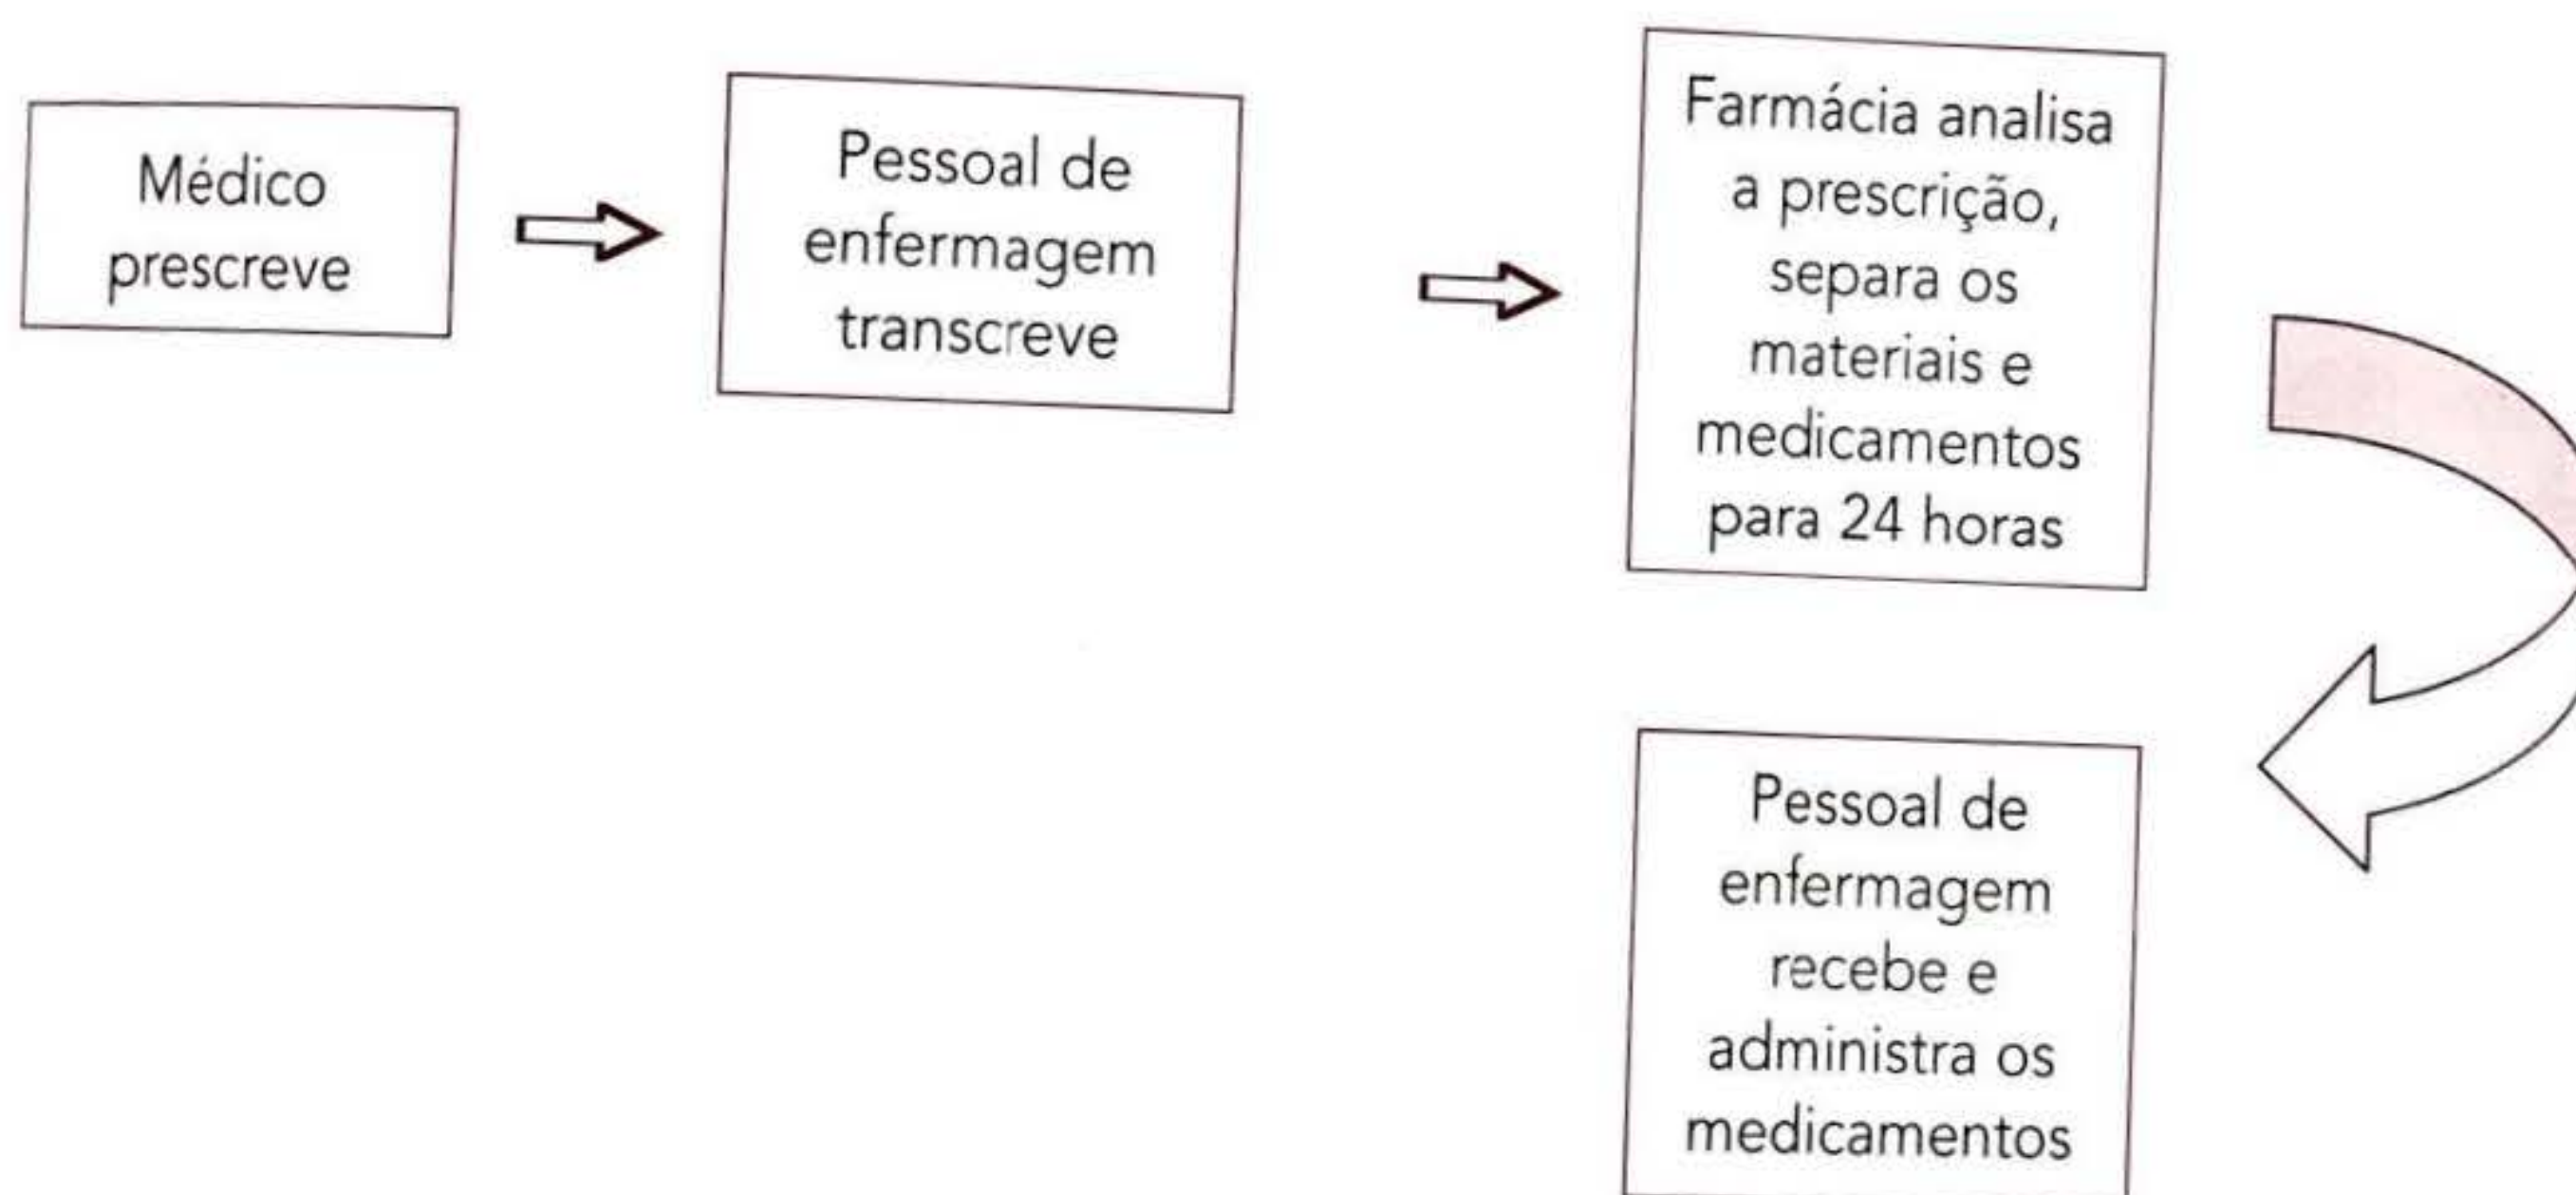 Médico
prescreve
Pessoal de
enfermagem
transcreve
Farmácia analisa
a prescrição,
separa os
materiais e
medicamentos
para 24 horas
Pessoal de
enfermagem
recebe e
administra os
medicamentos